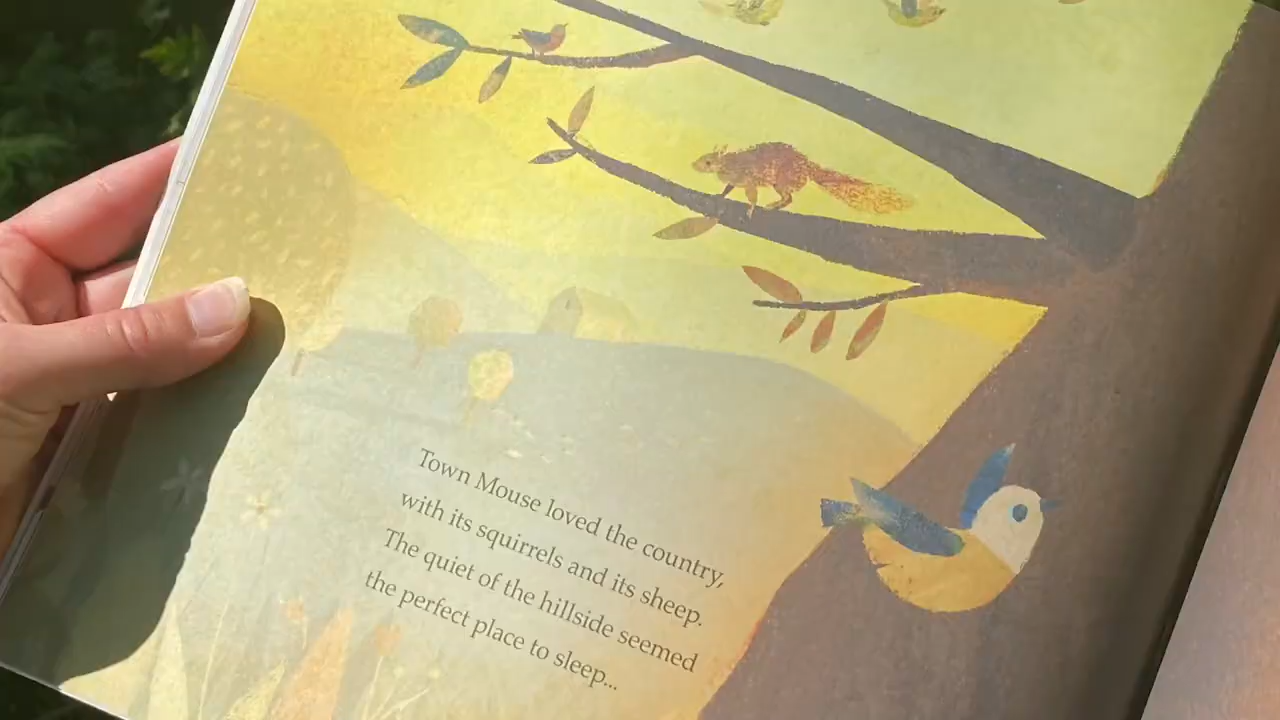 Town Mouse loved the country,
with its squirrels and its sheep.
The quiet of the hillside seemed
the perfect place to sleep...